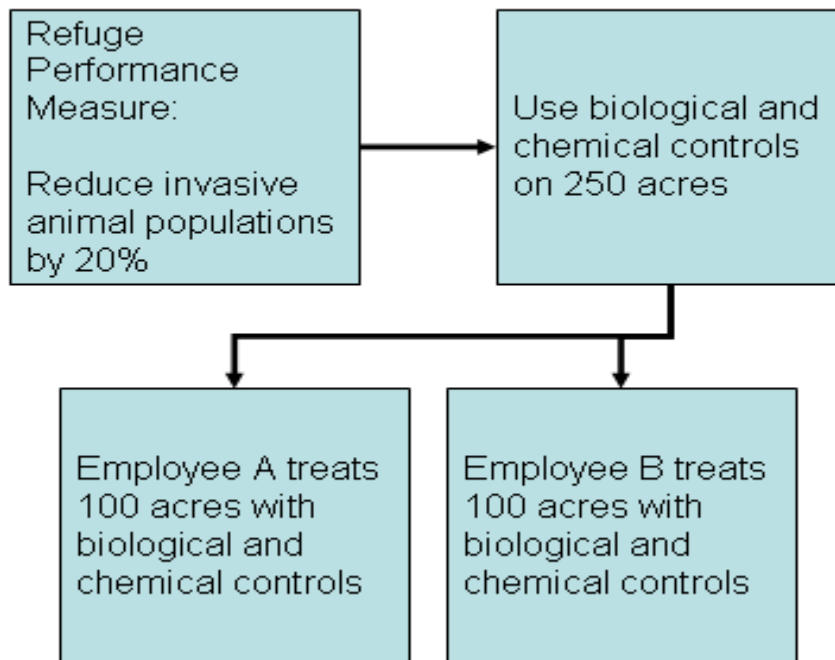 Refuge
Performance
Measure:
Reduce invasive
animal populations
by 20%
Use biological and
chemical controls
on 250 acres
Employee A treats
100 acres with
biological and
chemical controls
Employee B treats
100 acres with
biological and
chemical controls